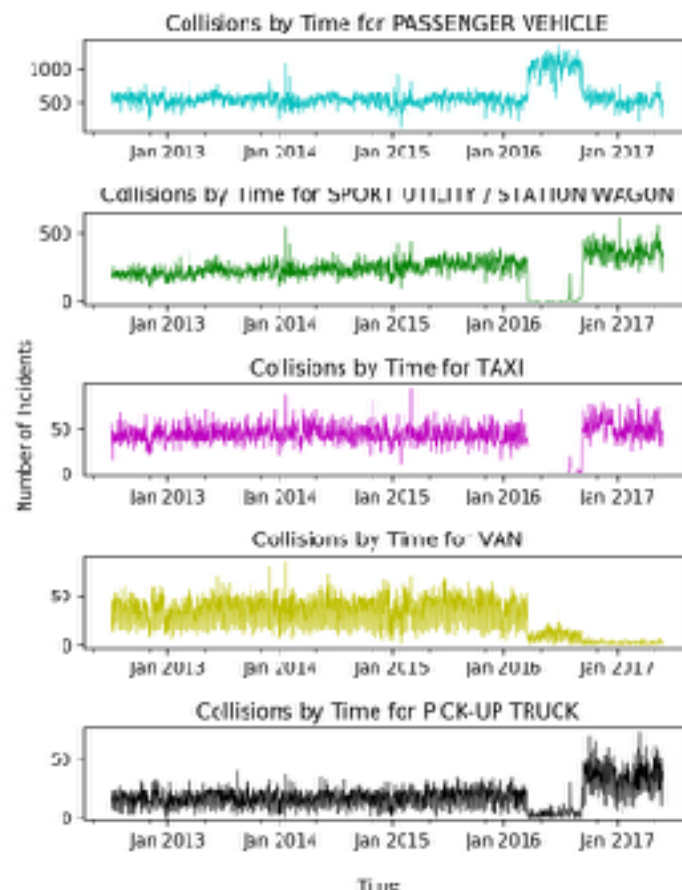 Collisions by Time for PASSENGER VEHICLE
1000
500
Jan 2013 Jan 2014 Jan 2015 Jan 2016 Jan 2017
Collisions by Time for SPORT UTILITY / STATION WAGON
500
0
Jan 2013 Jan 2014 Jan 2015 Jan 2016 Jan 2017
Number of Incidents
Collisions by Time for TAXI
50
0
Jan 2013 Jan 2014 Jan 2015 Jan 2016 Jan 2017
Collisions by Time for VAN
50
0
Jan 2013 Jan 2014 Jan 2015 Jan 2016 Jan 2017
Collisions by Time for PICK-UP TRUCK
50
0
Jan 2013 Jan 2014 Jan 2015 Jan 2016 Jan 2017
Time